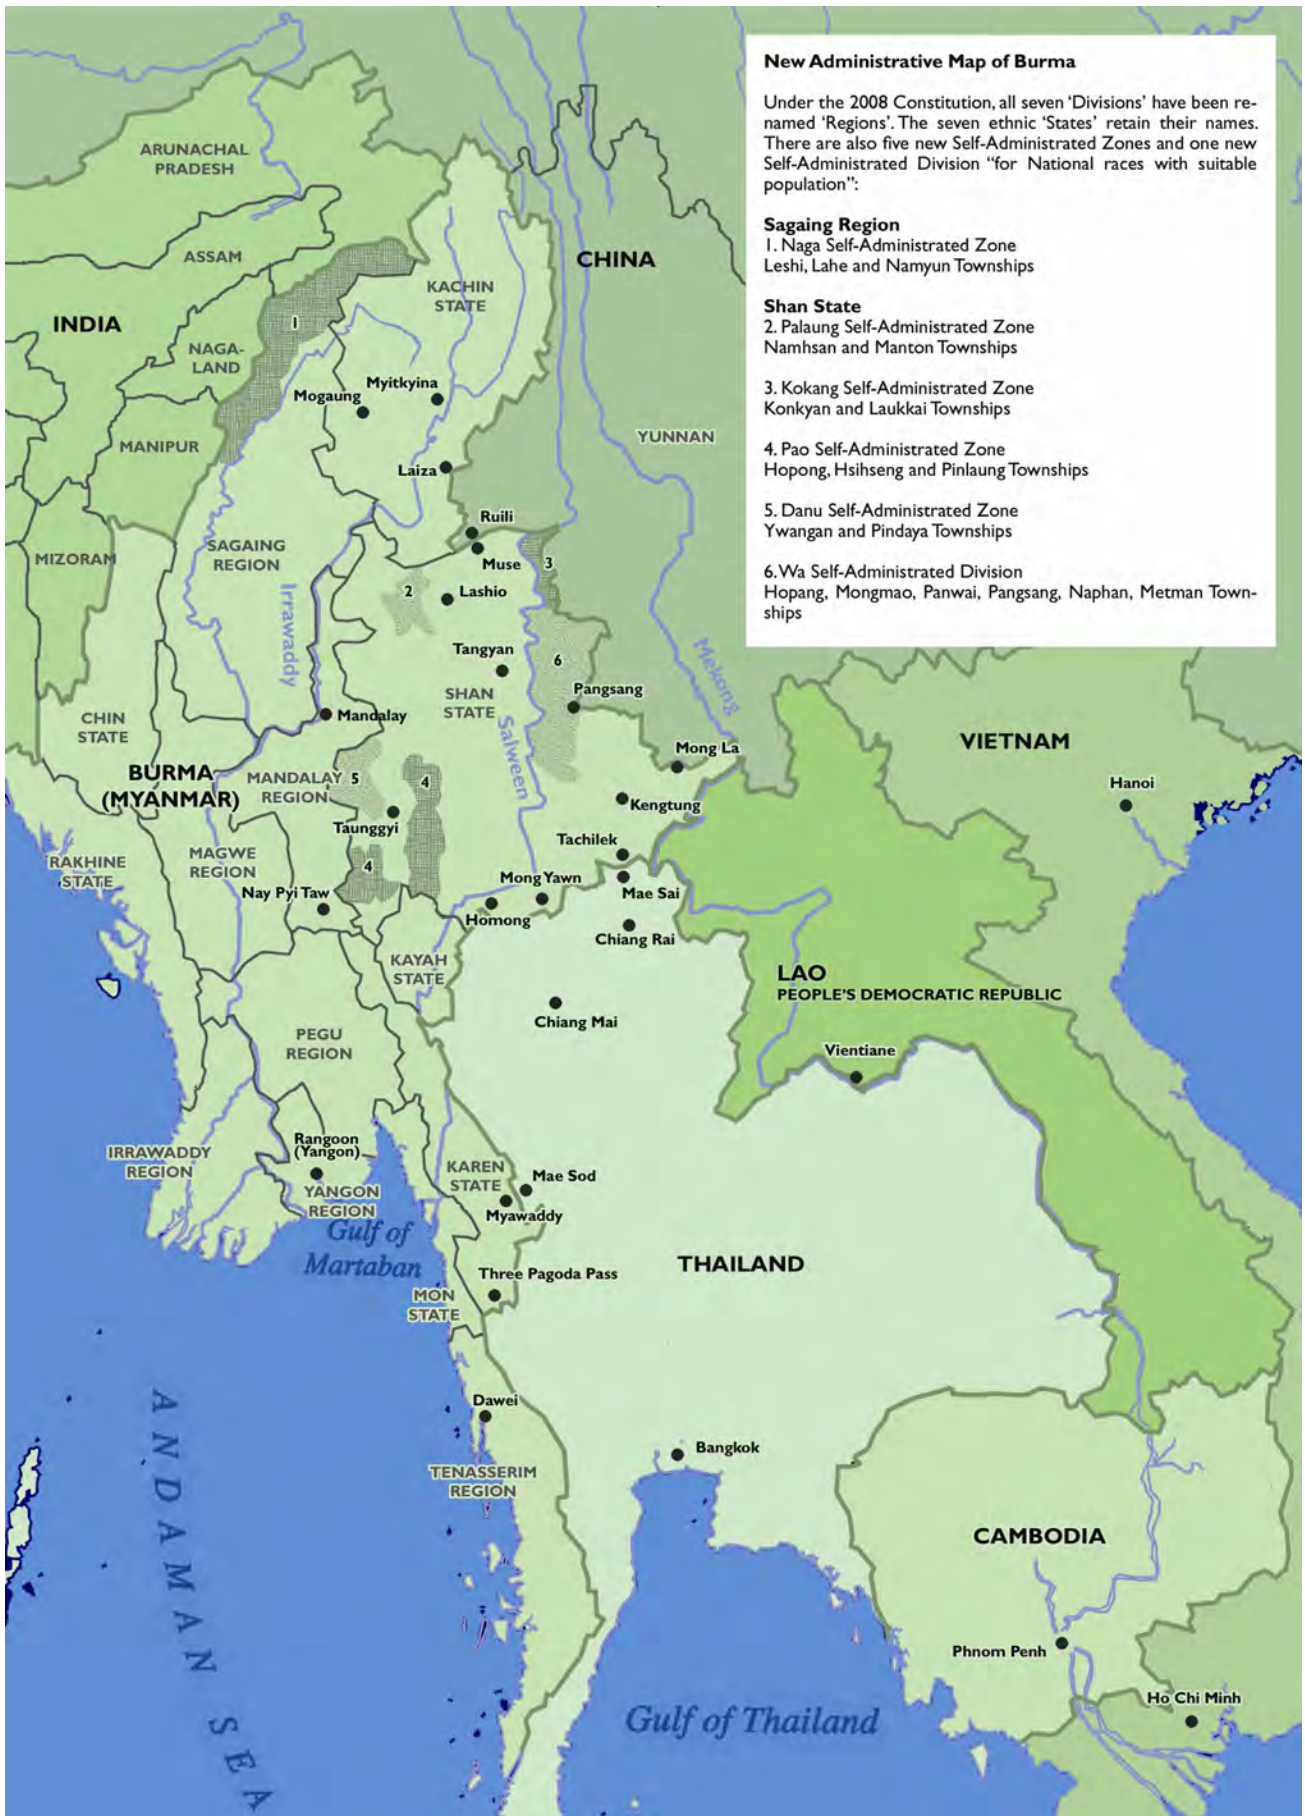 New Administrative Map of Burma
Under the 2008 Constitution, all seven ‘Divisions’ have been re-
named ‘Regions’. The seven ethnic ‘States’ retain their names.
There are also five new Self-Administrated Zones and one new
Self-Administrated Division “for National races with suitable
population”:
Sagaing Region
1. Naga Self-Administrated Zone
Leshi, Lahe and Namyun Townships
Shan State
2. Palaung Self-Administrated Zone
Namhsan and Manton Townships
3. Kokang Self-Administrated Zone
Konkyan and Laukkai Townships
4. Pao Self-Administrated Zone
Hopong, Hsihseng and Pinlaung Townships
5. Danu Self-Administrated Zone
Ywangan and Pindaya Townships
6. Wa Self-Administrated Division
Hopang, Mongmao, Panwai, Pangsang, Naphan, Metman Town-
ships
ARUNACHAL
PRADESH
ASSAM
CHINA
KACHIN
STATE
INDIA
1
NAGA-
LAND
Myitkyina
Mogaung
MANIPUR
YUNNAN
Laiza
Ruili
MIZORAM
SAGAING
REGION
Muse
3
2
Lashio
Irrawaddy
Tangyan
6
Mekong
Pangsang
SHAN
STATE
Salween
Mandalay
CHIN
STATE
VIETNAM
Mong La
BURMA
(MYANMAR)
MANDALAY
REGION
5
4
Hanoi
Kengtung
Taunggyi
Tachilek
MAGWE
REGION
RAKHINE
STATE
4
Nay Pyi Taw
Mong Yawn
Mae Sai
Homong
Chiang Rai
KAYAH
STATE
LAO
PEOPLE'S DEMOCRATIC REPUBLIC
Chiang Mai
PEGU
REGION
Vientiane
Rangoon
(Yangon)
IRRAWADDY
REGION
YANGON
REGION
KAREN
STATE
Mae Sod
Myawaddy
Gulf of
Martaban
THAILAND
Three Pagoda Pass
MON
STATE
Dawei
Bangkok
TENASSERIM
REGION
ANDAMAN SEA
CAMBODIA
Phnom Penh
Ho Chi Minh
Gulf of Thailand